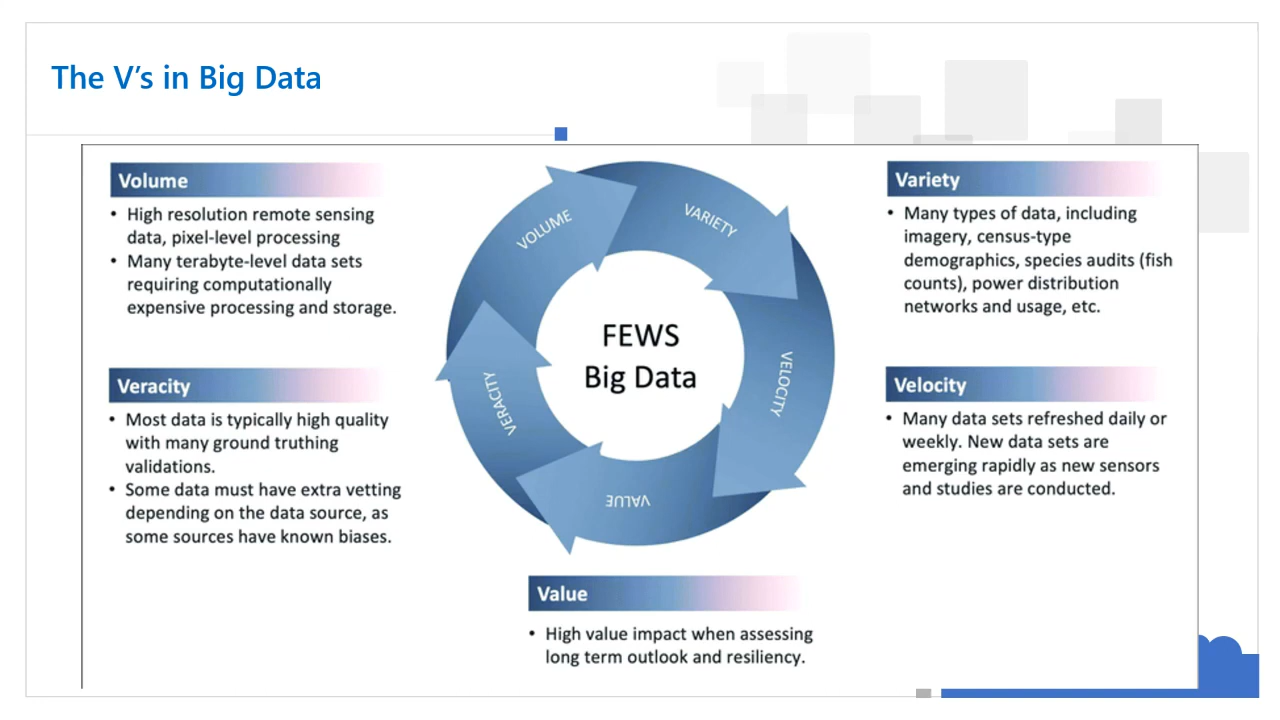 The V's in Big Data
Volume
• High resolution remote sensing
data, pixel-level processing
• Many terabyte-level data sets
requiring computationally
expensive processing and storage.
Veracity
• Most data is typically high quality
with many ground truthing
validations.
• Some data must have extra vetting
depending on the data source, as
some sources have known biases.
VOLUME
VARIETY
VELOCITY
VALUE
VERACITY
FEWS
Big Data
Variety
• Many types of data, including
imagery, census-type
demographics, species audits (fish
counts), power distribution
networks and usage, etc.
Velocity
• Many data sets refreshed daily or
weekly. New data sets are
emerging rapidly as new sensors
and studies are conducted.
Value
• High value impact when assessing
long term outlook and resiliency.